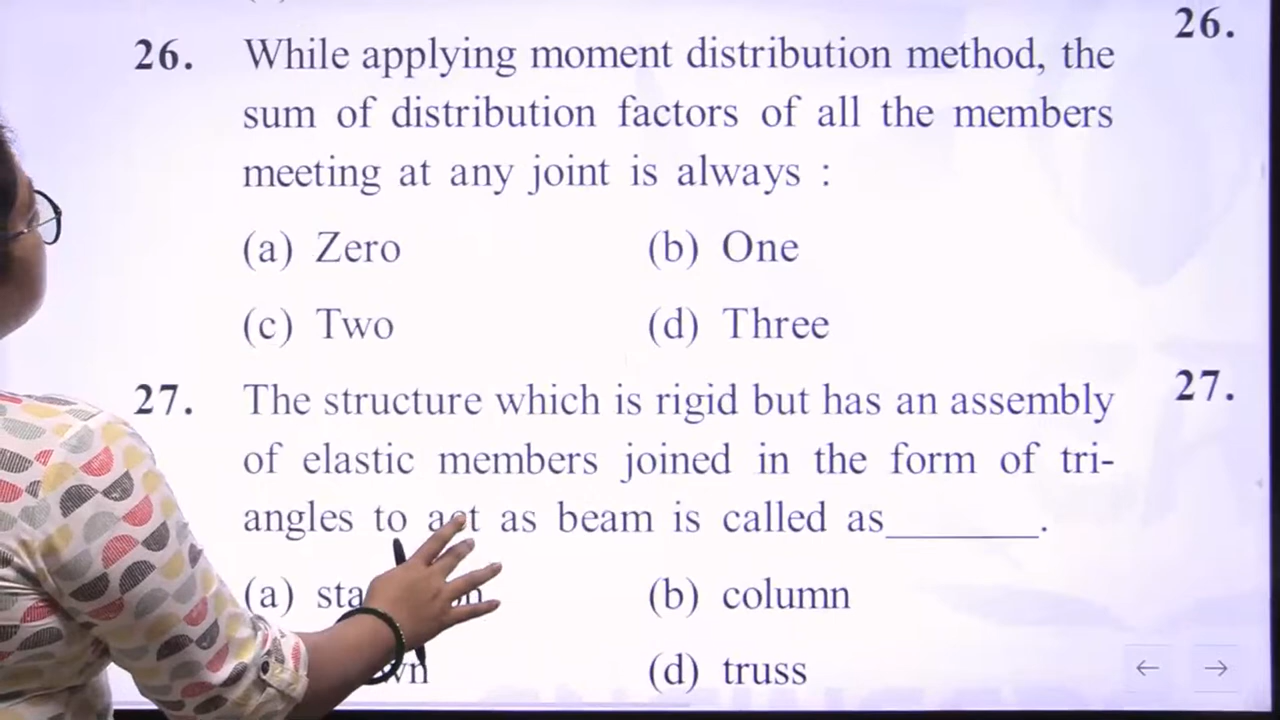 26.
26. While applying moment distribution method, the
sum of distribution factors of all the members
meeting at any joint is always :
(a) Zero (b) One
(c) Two (d) Three
27. The structure which is rigid but has an assembly
27.
of elastic members joined in the form of tri-
angles to act as beam is called as_______.
(a) (b) column
(d) truss